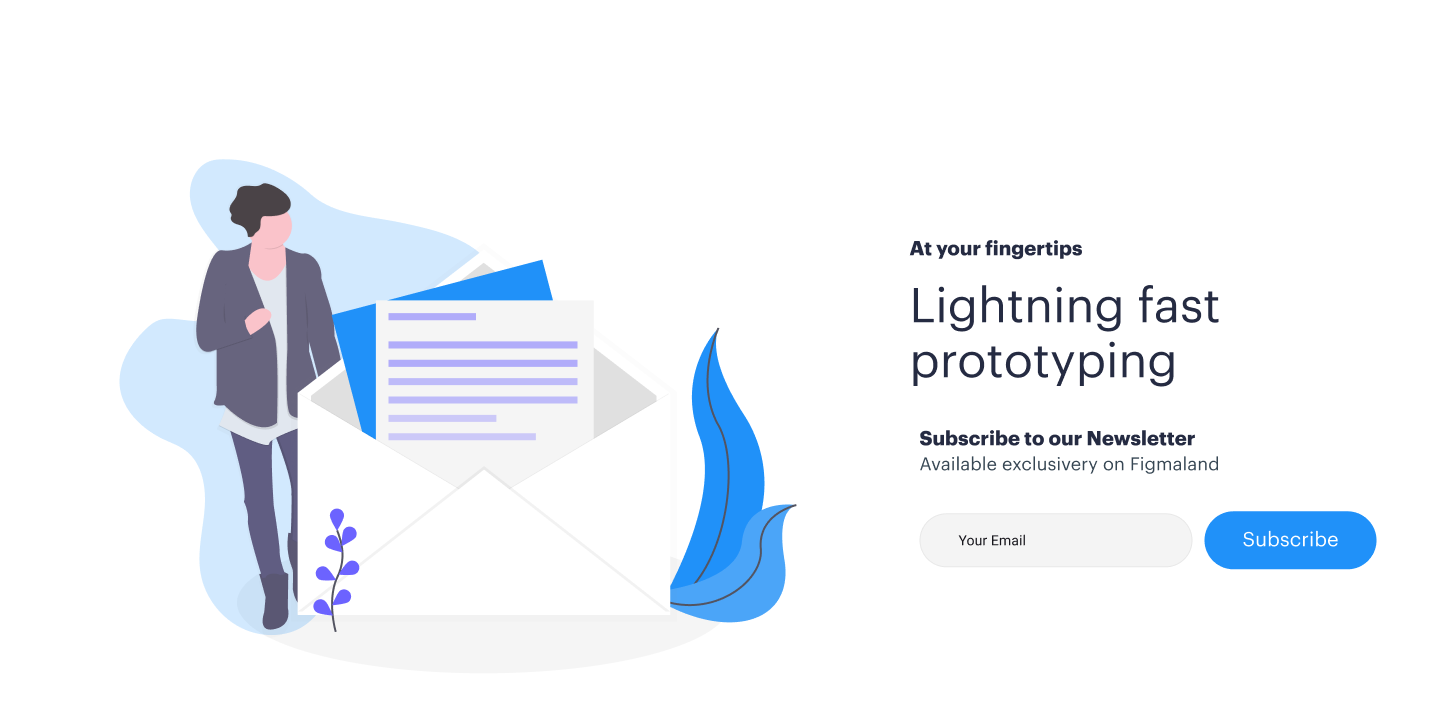 At your fingertips
Lightning fast
prototyping
Subscribe to our Newsletter
Available exclusivery on Figmaland
Your Email
Subscribe